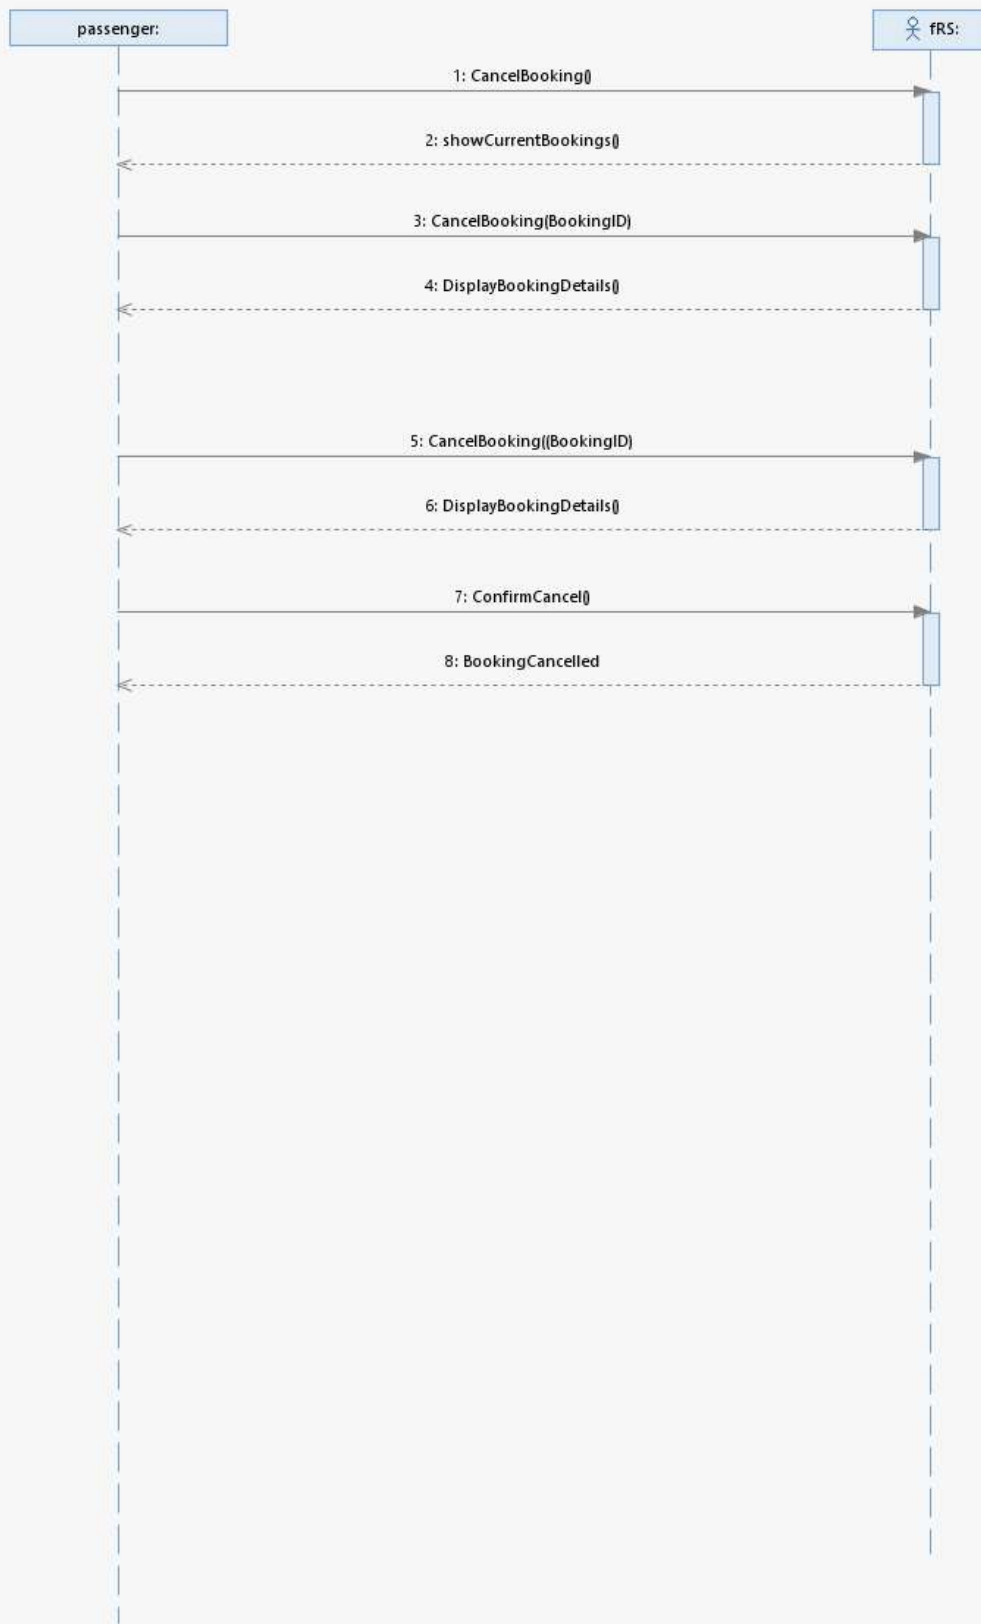 passenger:
fRS:
1: CancelBooking()
2: showCurrentBookings()
3: CancelBooking(BookingID)
4: DisplayBookingDetails()
5: CancelBooking((BookingID)
6: DisplayBookingDetails()
7: ConfirmCancel()
8: BookingCancelled